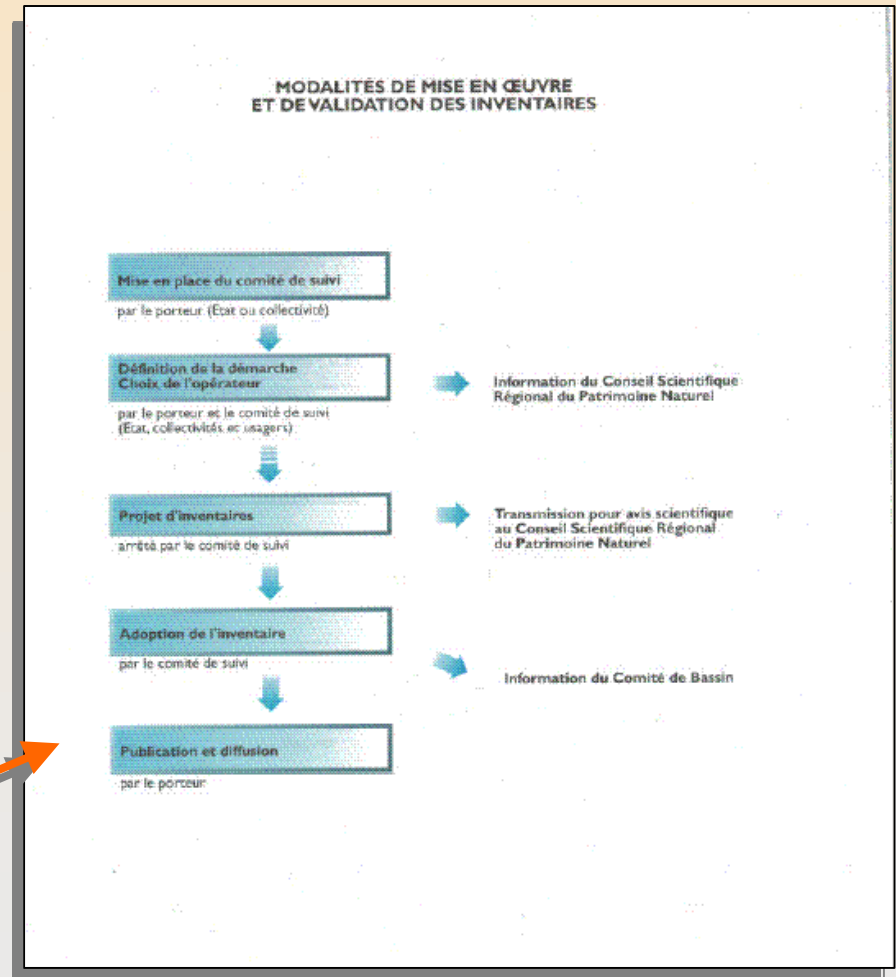 MODALITÉS DE MISE EN ŒUVRE
ET DE VALIDATION DES INVENTAIRES
Mise en place du comité de suivi
par le porteur (Etat ou collectivité)
Définition de la démarche
Choix de l'opérateur
par le porteur et le comité de suivi
(Etat, collectivités et usagers)
Information du Conseil Scientifique
Régional du Patrimoine Naturel
Projet d'inventaires
arrêté par le comité de suivi
Transmission pour avis scientifique
au Conseil Scientifique Régional
du Patrimoine Naturel
Adoption de l'inventaire
par le comité de suivi
Information du Comité de Bassin
Publication et diffusion
par le porteur